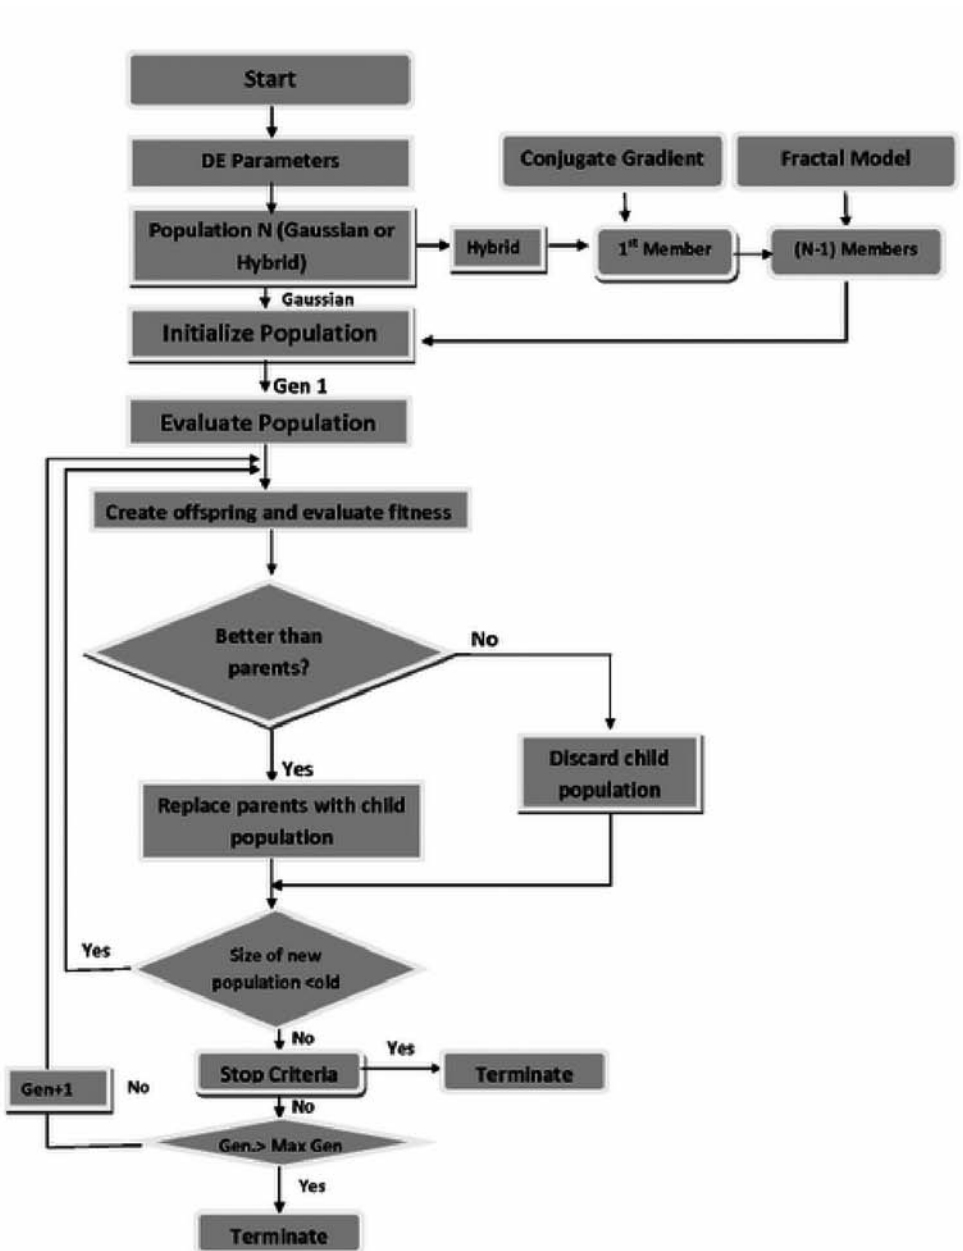 Start
DE Parameters
Conjugate Gradient
Fractal Model
Population N (Gaussian or
Hybrid)
Hybrid
1st Member
(N-1) Members
Gaussian
Initialize Population
Gen 1
Evaluate Population
Create offspring and evaluate fitness
Better than
parents?
No
Yes
Discard child
population
Replace parents with child
population
Yes
Size of new
population <old
No
Yes
Stop Criteria
Terminate
Gen+1
No
No
Gen.> Max Gen
Yes
Terminate